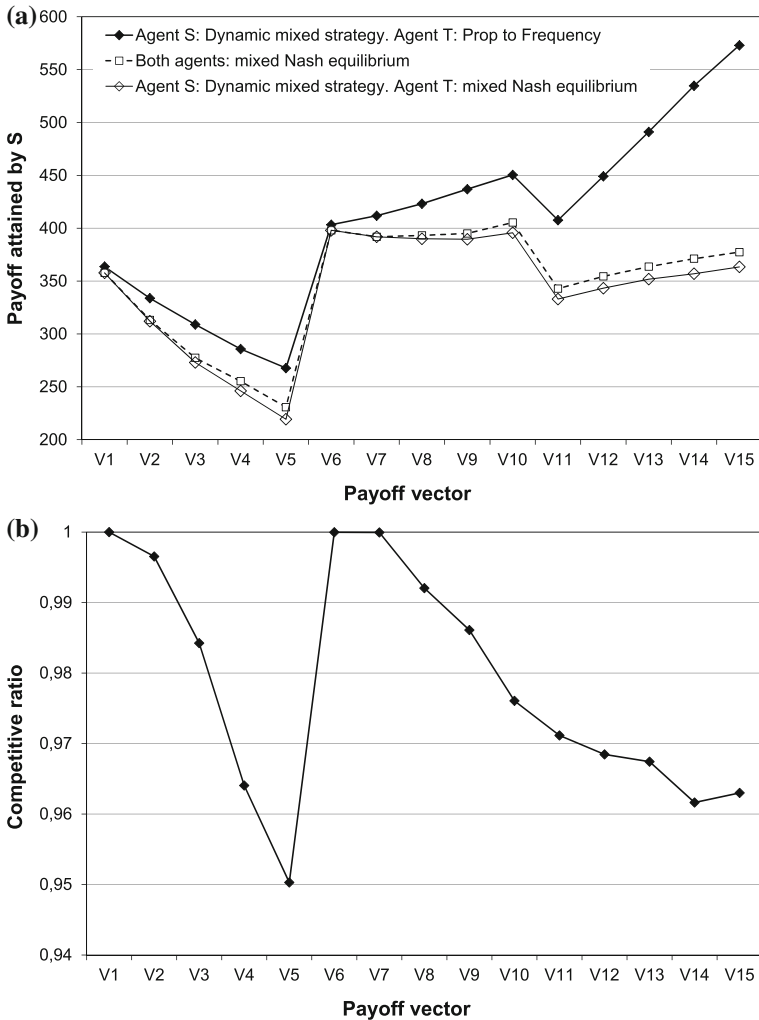 (a)
600
Agent S: Dynamic mixed strategy. Agent T: Prop to Frequency
Both agents: mixed Nash equilibrium
Agent S: Dynamic mixed strategy. Agent T: mixed Nash equilibrium
550
500
450
400
350
300
250
200
Payoff attained by S
V1 V2 V3 V4 V5 V6 V7 V8 V9 V10 V11 V12 V13 V14 V15
Payoff vector
(b)
1
0,99
0,98
0,97
0,96
0,95
0,94
Competitive ratio
V1 V2 V3 V4 V5 V6 V7 V8 V9 V10 V11 V12 V13 V14 V15
Payoff vector